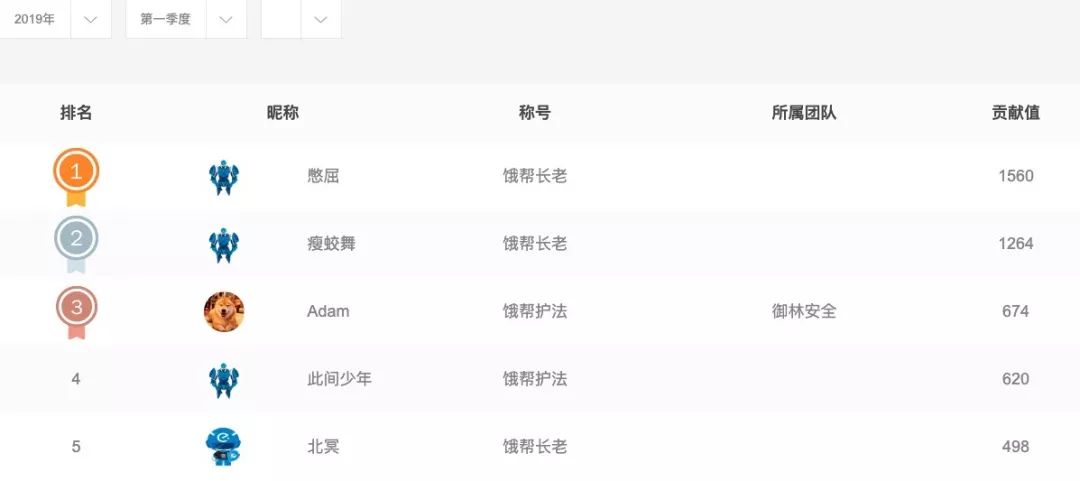 2019年 第一季度
排名 昵称 称号 所属团队 贡献值
1 憋屈 饿帮长老 1560
2 瘦蛟舞 饿帮长老 1264
3 Adam 饿帮护法 御林安全 674
4 此间少年 饿帮护法 620
5 北冥 饿帮长老 498